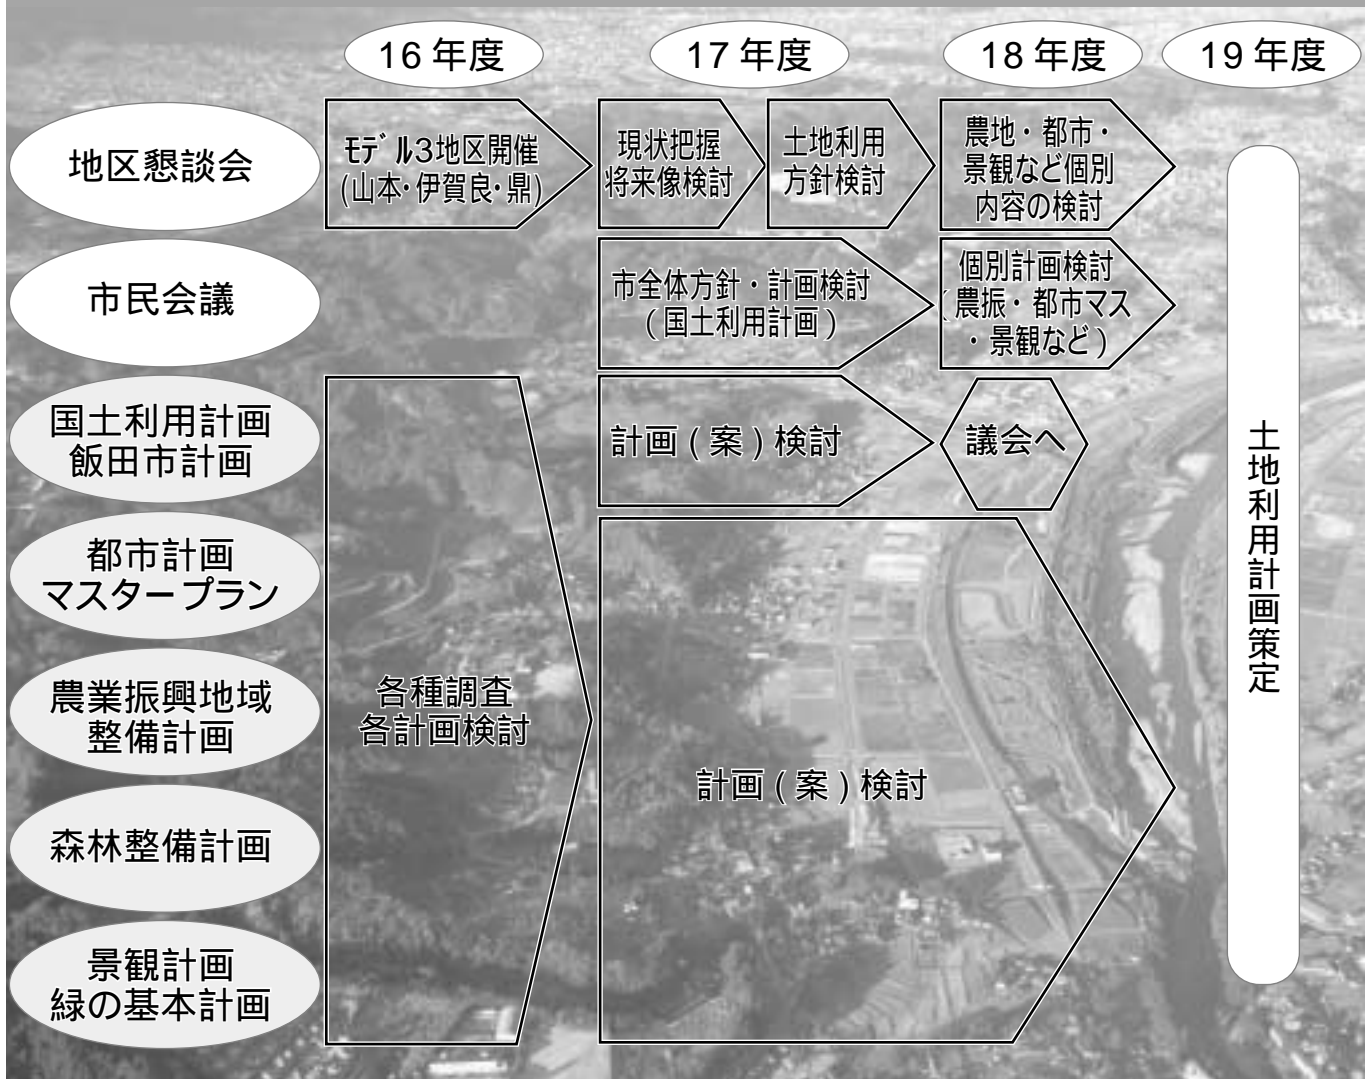 16年度
17年度
18年度
19年度
地区懇談会
モデル3地区開催
(山本・伊賀良・鼎)
現状把握
将来像検討
土地利用
方針検討
農地・都市・
景観など個別
内容の検討
市民会議
市全体方針・計画検討
(国土利用計画)
個別計画検討
(農振・都市マス
・景観など)
国土利用計画
飯田市計画
計画(案)検討
議会へ
都市計画
マスタープラン
農業振興地域
整備計画
森林整備計画
景観計画
緑の基本計画
各種調査
各計画検討
計画(案)検討
土地利用計画策定